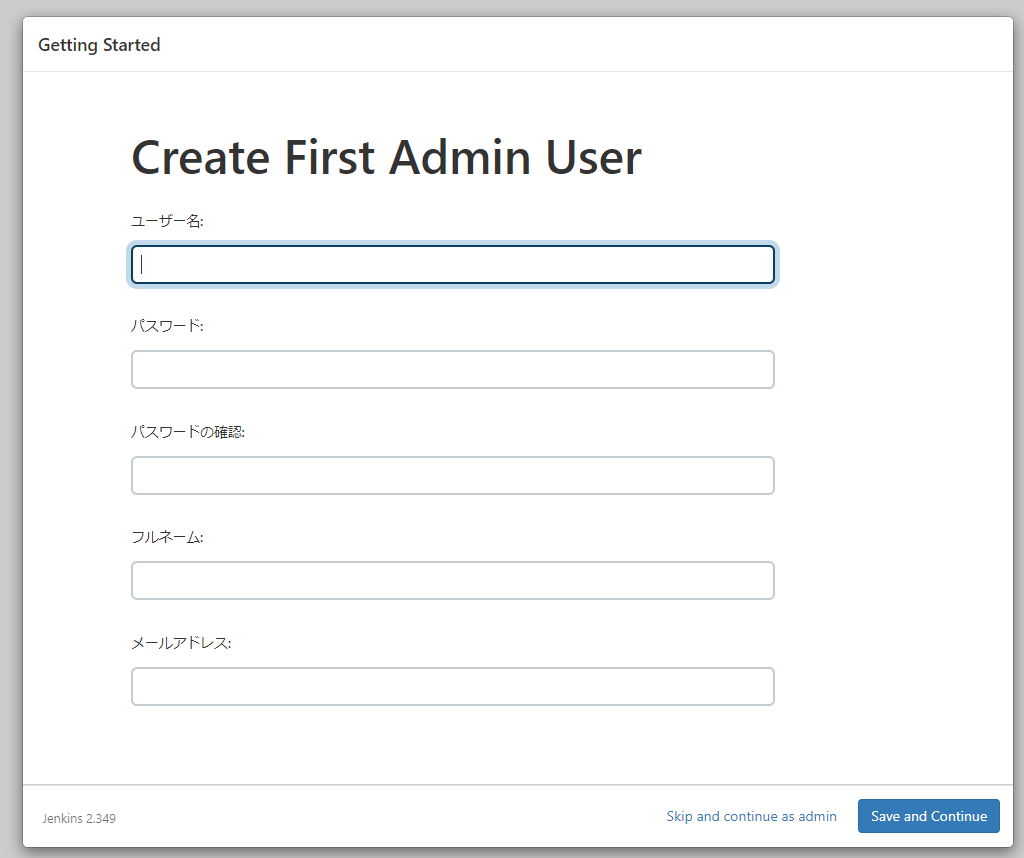 Getting Started
Create First Admin User
ユーザー名:
パスワード:
パスワードの確認:
フルネーム:
メールアドレス:
Jenkins 2.349
Skip and continue as admin
Save and Continue